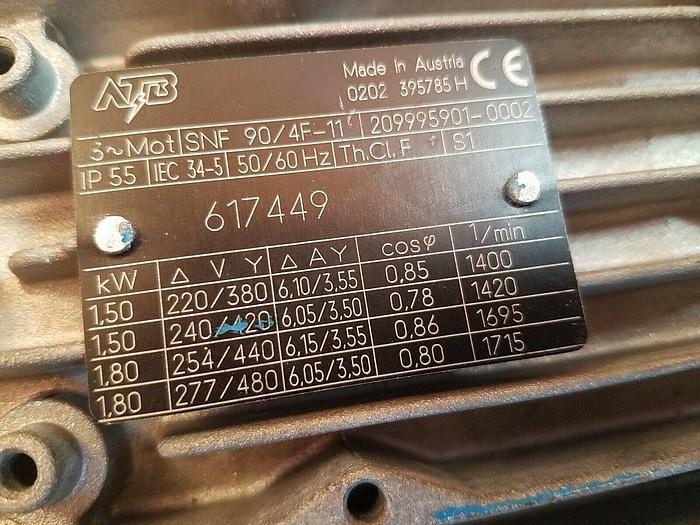 ATB
Made in Austria CE
0202 395785 H
3~Mot SNF 90/4F-11 209995901-0002
IP 55 IEC 34-5 50/60 Hz Th.Cl. F S1
617449
kW Δ V Y Δ A Y cosφ 1/min
1,50 220/380 6,10/3,55 0,85 1400
1,50 240/420 6,05/3,50 0,78 1420
1,80 254/440 6,15/3,55 0,86 1695
1,80 277/480 6,05/3,50 0,80 1715